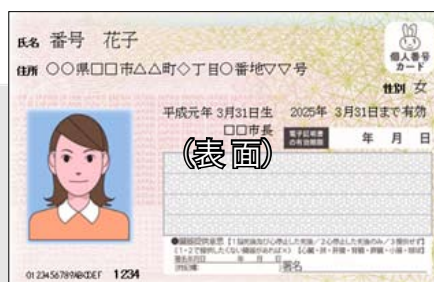 氏名 番号 花子
住所 ○○県□□市△△町◇丁目○番地▽▽号
個人番号
カード
性別 女
平成元年 3月31日生 2025年 3月31日まで有効
□□市長
電子証明書
の有効期限
年 月 日
(表面)
署名
0123456789ABCDEF 1234